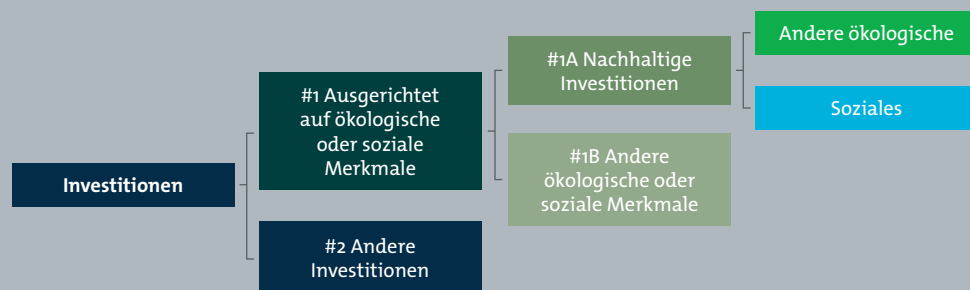 Investitionen
#1 Ausgerichtet
auf ökologische
oder soziale
Merkmale
#2 Andere
Investitionen
#1A Nachhaltige
Investitionen
#1B Andere
ökologische oder
soziale Merkmale
Andere ökologische
Soziales